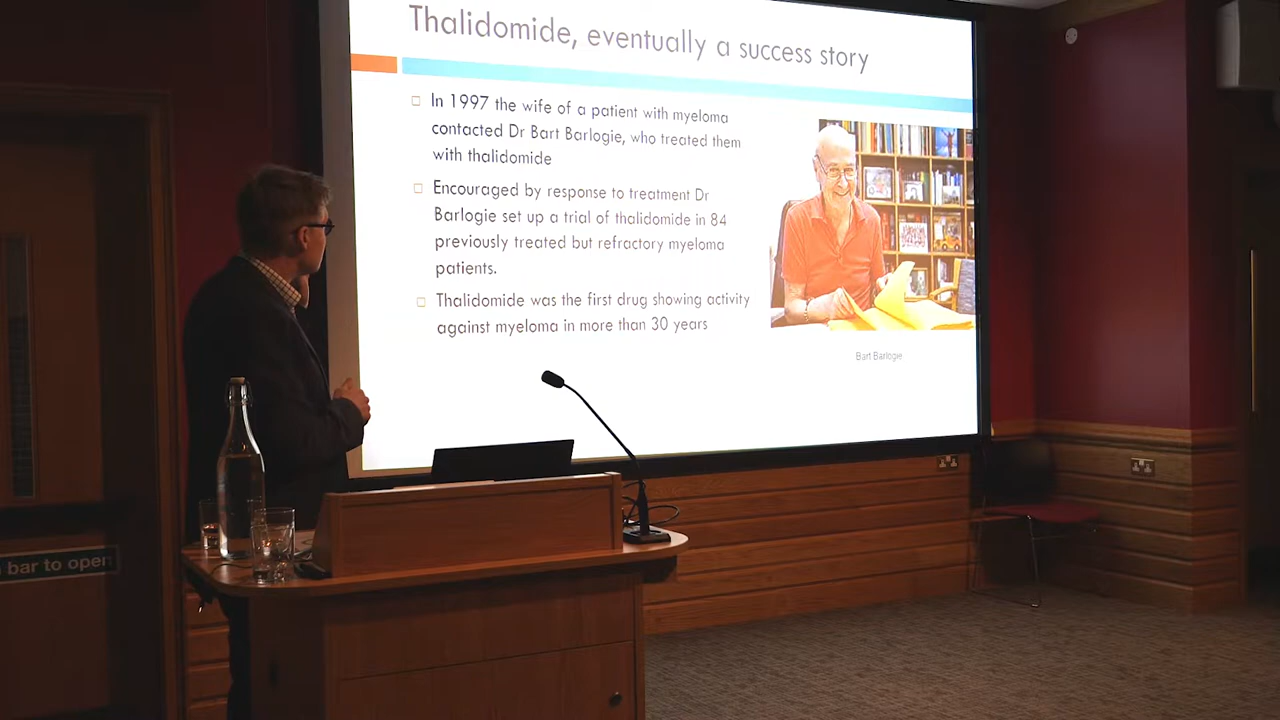 Thalidomide, eventually a success story
In 1997 the wife of a patient with myeloma
contacted Dr Bart Barlogie, who treated them
with thalidomide
Encouraged by response to treatment Dr
Barlogie set up a trial of thalidomide in 84
previously treated but refractory myeloma
patients.
Thalidomide was the first drug showing activity
against myeloma in more than 30 years
Bart Barlogie
bar to open